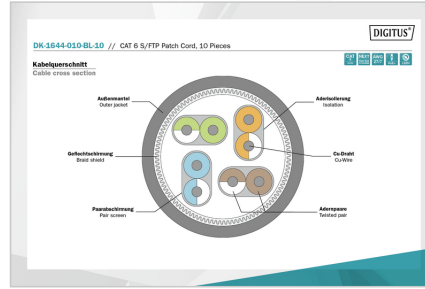 DIGITUS®
DK-1644-010-BL-10 // CAT 6 S/FTP Patch Cord, 10 Pieces
Kabelquerschnitt
Cable cross section
Außenmantel
Outer jacket
Aderisolierung
Isolation
Geflechtschirmung
Braid shield
Cu-Draht
Cu-Wire
Paarabschirmung
Pair screen
Adernpaare
Twisted pair